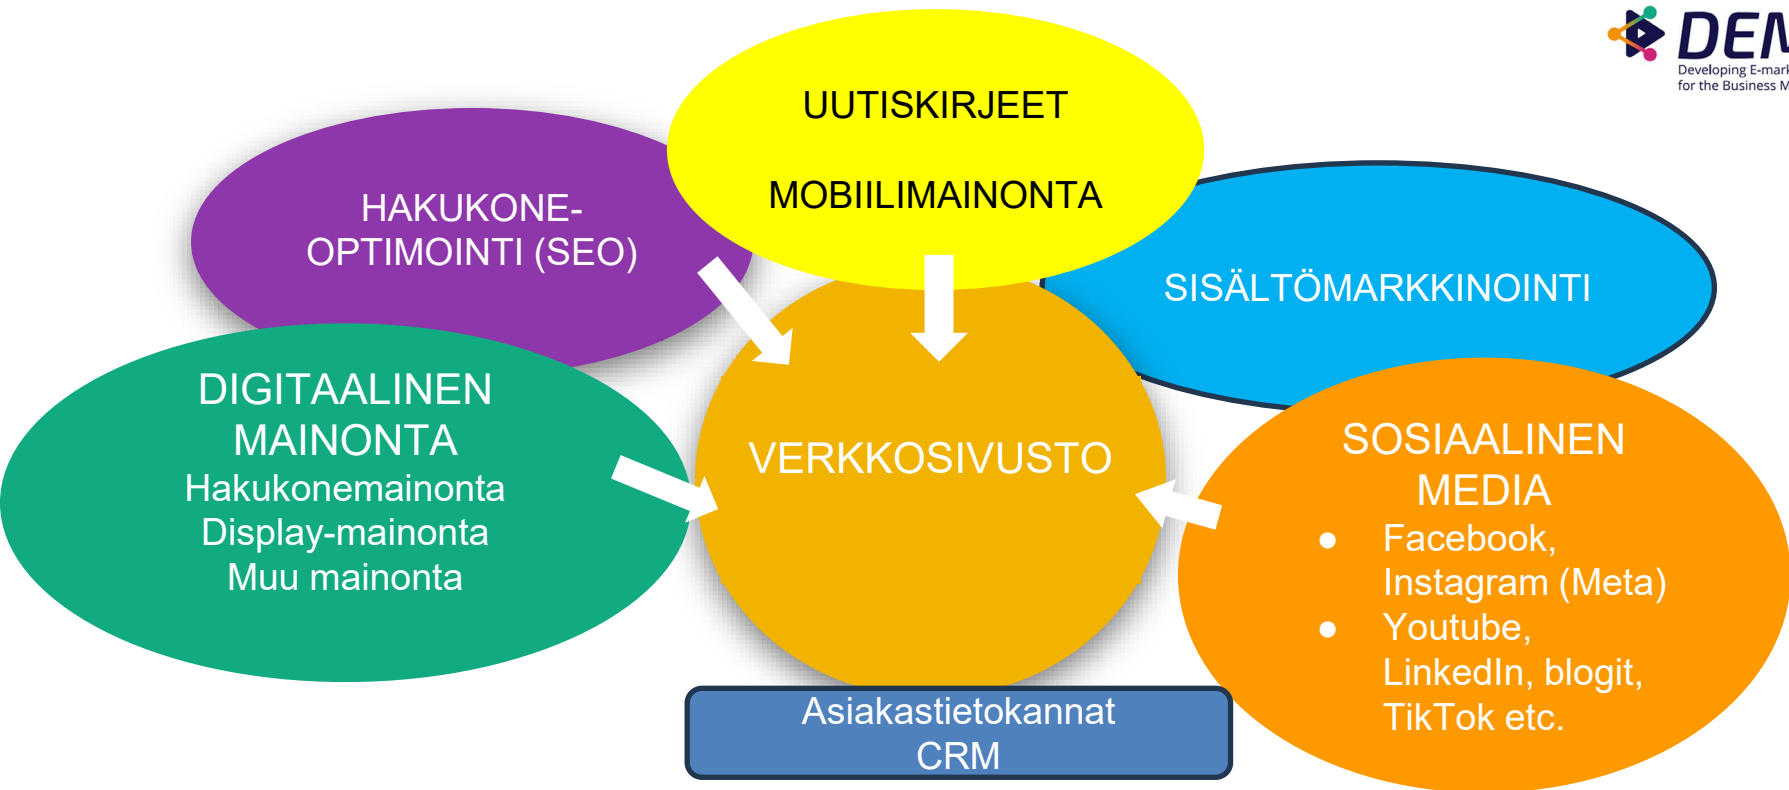 UUTISKIRJEET
MOBIILIMAINONTA
HAKUKONE-
OPTIMOINTI (SEO)
SISÄLTÖMARKKINOINTI
DIGITAALINEN
MAINONTA
Hakukonemainonta
Display-mainonta
Muu mainonta
VERKKOSIVUSTO
SOSIAALINEN
MEDIA
● Facebook,
Instagram (Meta)
● Youtube,
LinkedIn, blogit,
TikTok etc.
Asiakastietokannat
CRM
Developing
for the Business